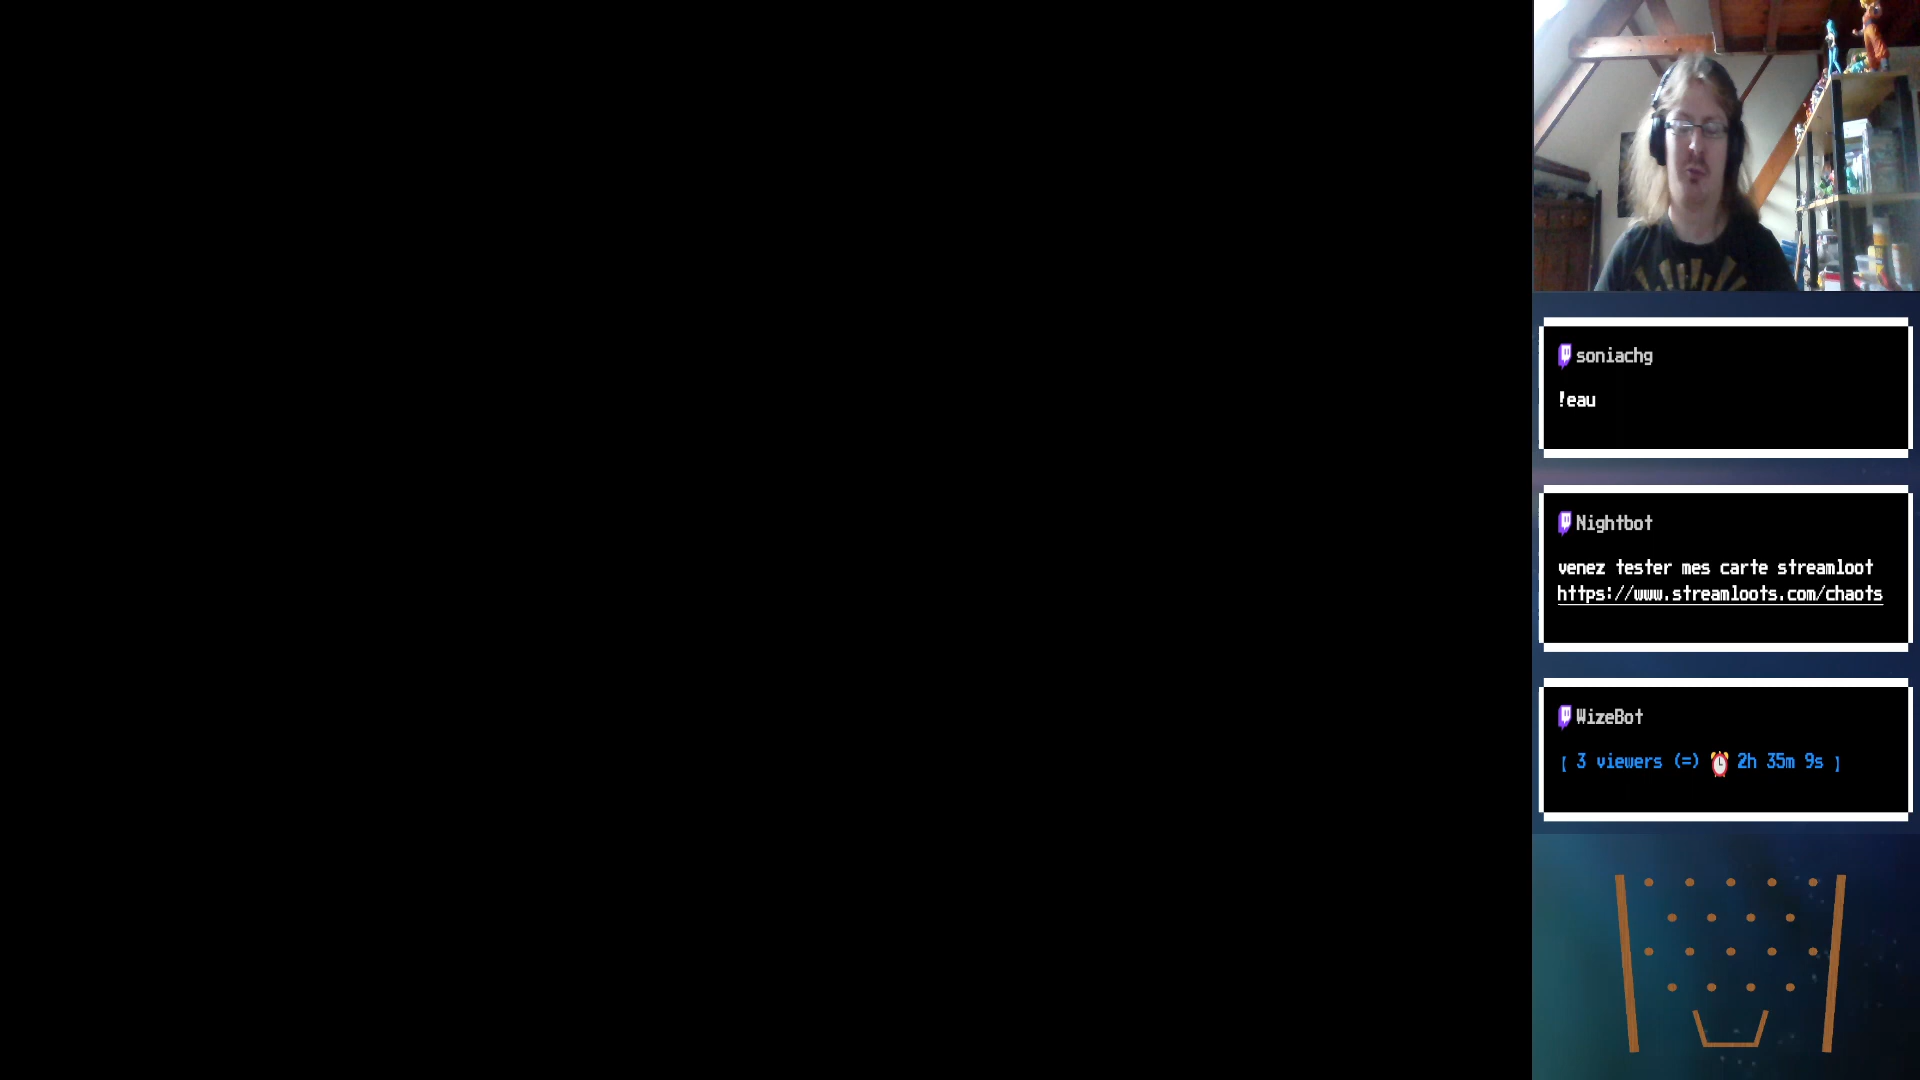 soniachg
!eau
Nightbot
venez tester mes carte streamloot
https://www.streamloots.com/chaots
WizeBot
[ 3 viewers (=) ⏰ 2h 35m 9s ]